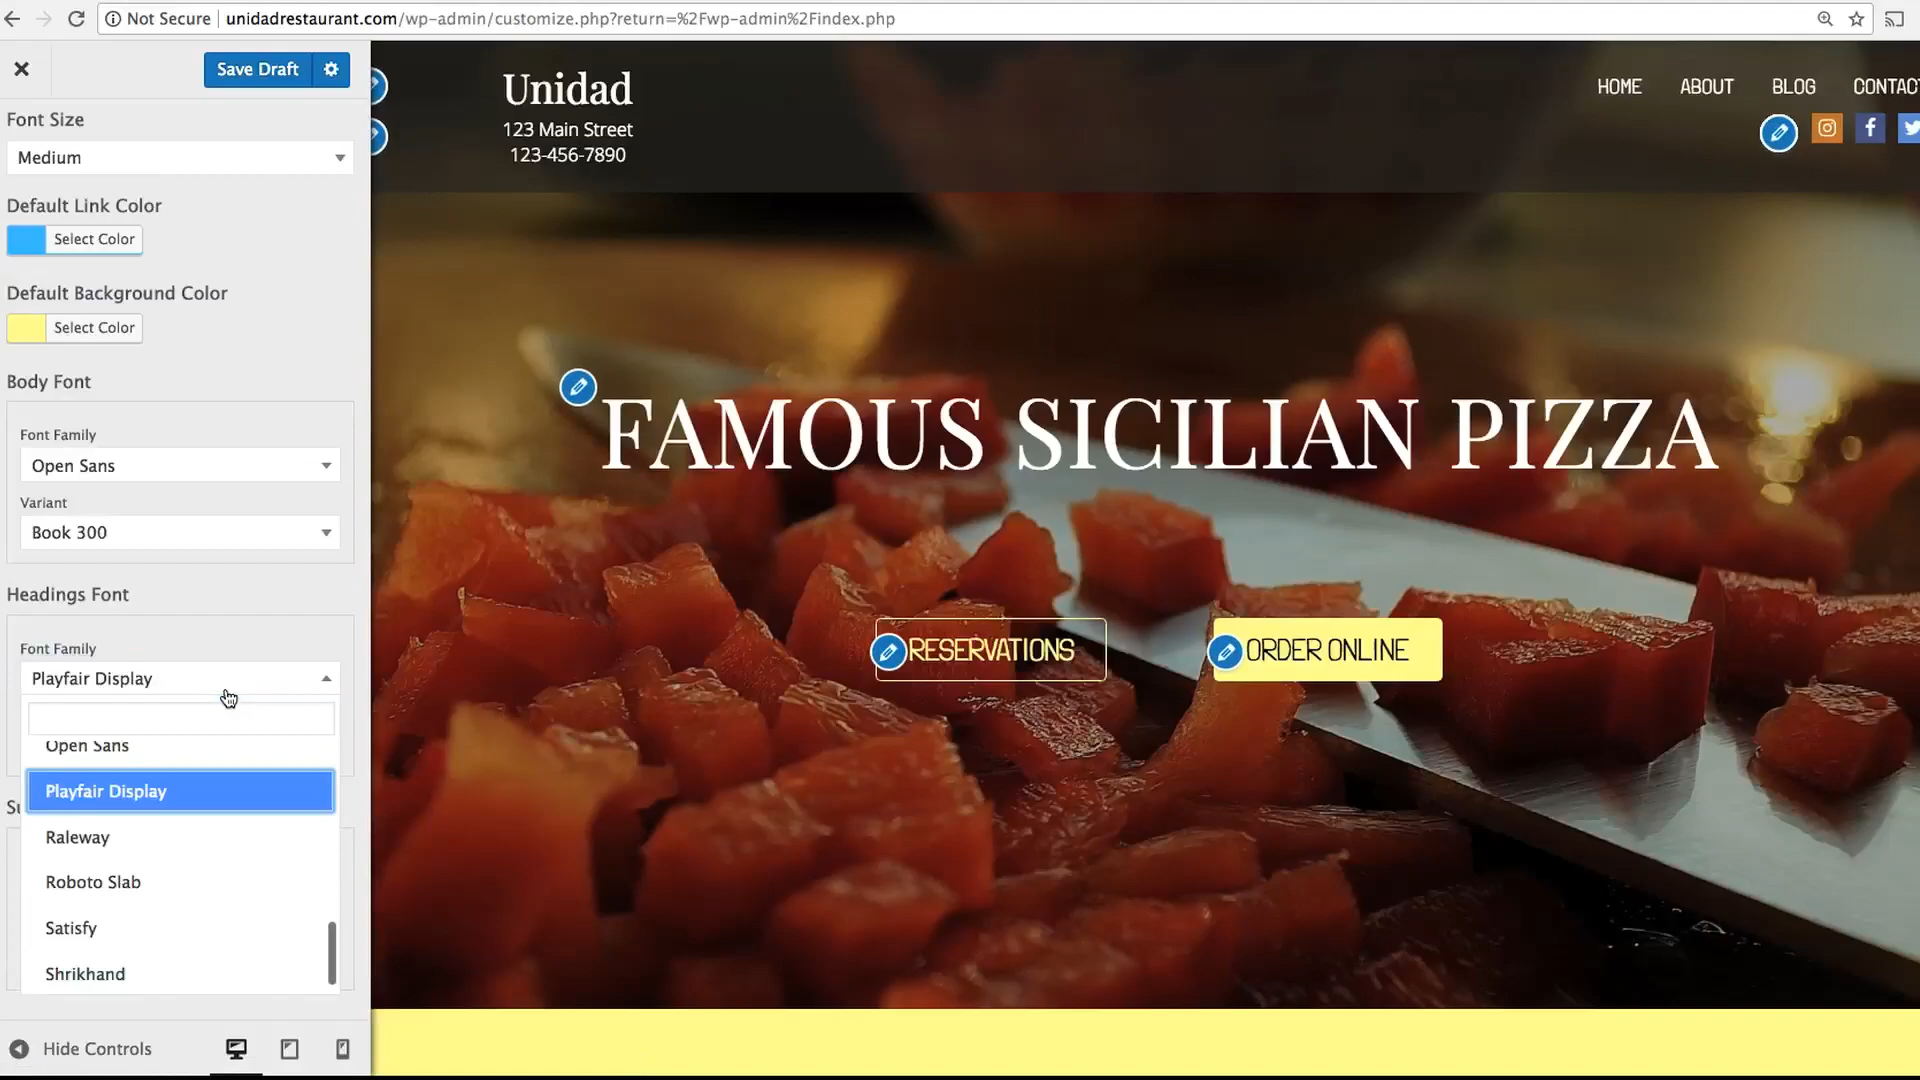 Not Secure unidadrestaurant.com/wp-admin/customize.php?return=%2Fwp-admin%2Findex.php
Save Draft
Font Size
Medium
Default Link Color
Select Color
Default Background Color
Select Color
Body Font
Font Family
Open Sans
Variant
Book 300
Headings Font
Font Family
Playfair Display
Open Sans
Playfair Display
Su
Raleway
Roboto Slab
Satisfy
Shrikhand
Hide Controls
Unidad
123 Main Street
123-456-7890
HOME ABOUT BLOG CONTACT
FAMOUS SICILIAN PIZZA
RESERVATIONS ORDER ONLINE